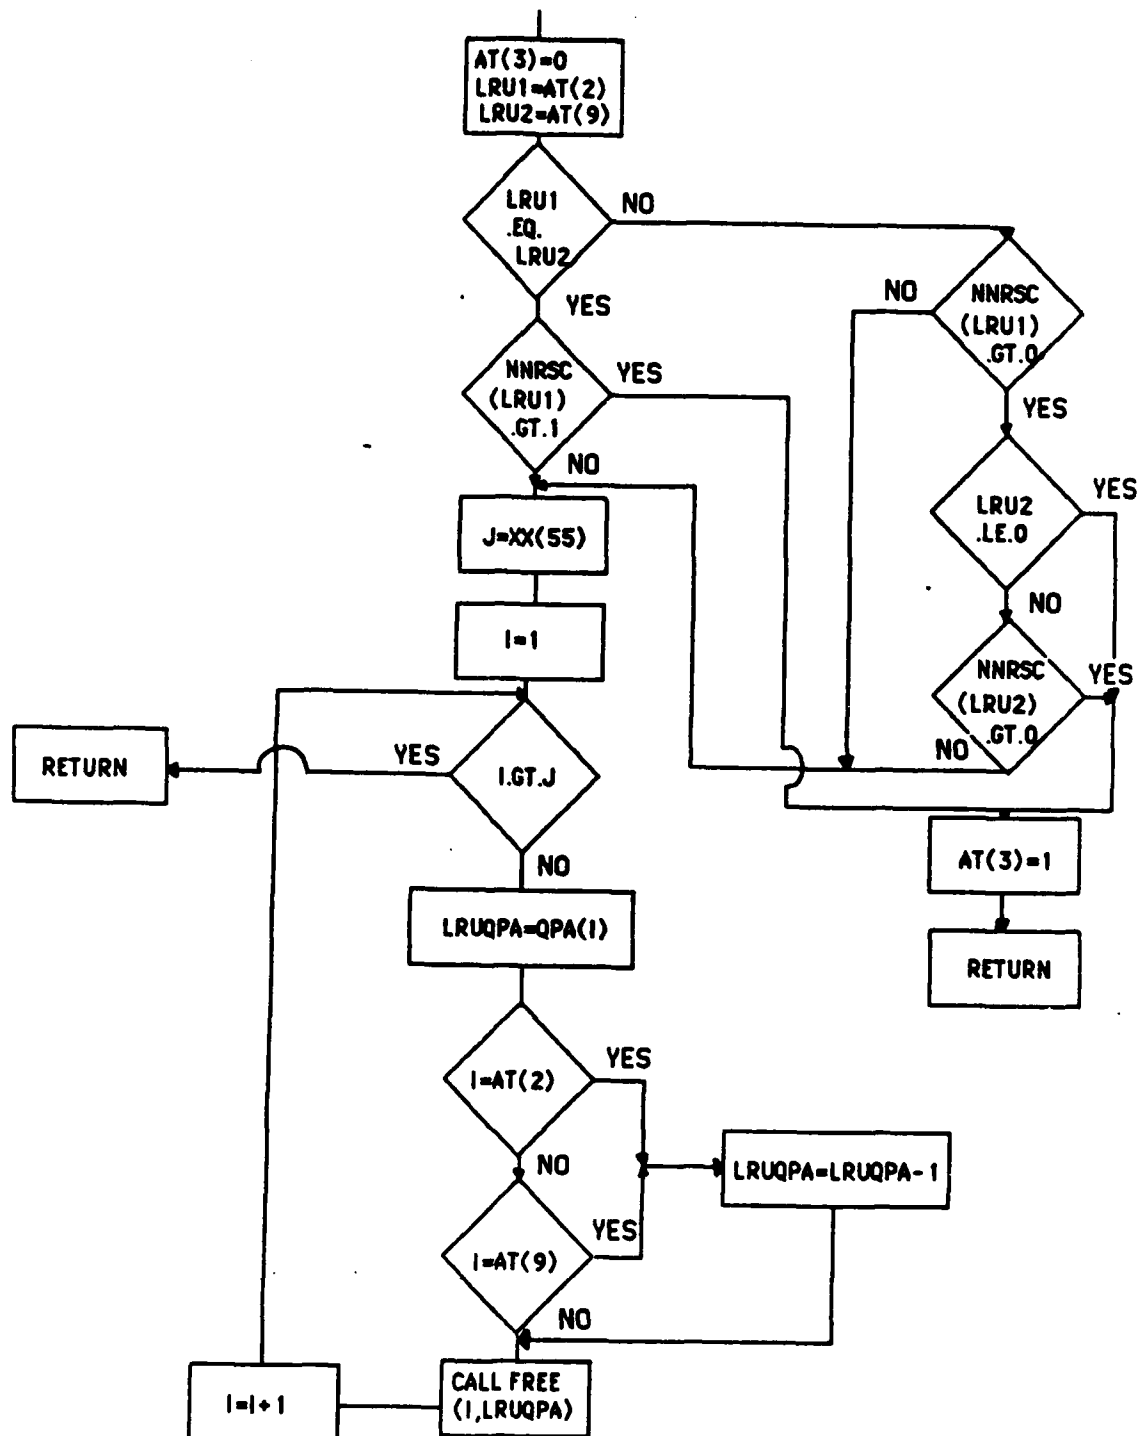 AT(3)=0
LRU1=AT(2)
LRU2=AT(9)
LRU1
.EQ.
LRU2
NO
YES
NNRSC
(LRU1)
.GT.0
NO
YES
NNRSC
(LRU1)
.GT.1
YES
NO
LRU2
.LE.0
YES
NO
J=XX(55)
I=1
NNRSC
(LRU2)
.GT.0
YES
NO
I.GT.J
YES
NO
RETURN
AT(3)=1
RETURN
LRUQPA=QPA(I)
I=AT(2)
YES
NO
LRUQPA=LRUQPA-1
I=AT(9)
YES
NO
CALL FREE
(I,LRUQPA)
I=I+1